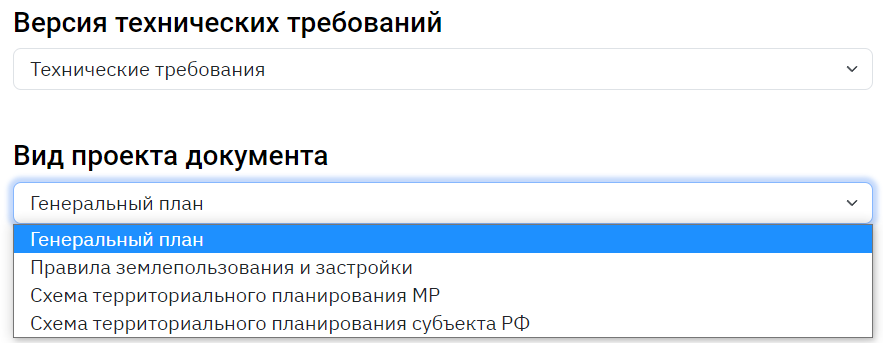 Версия технических требований
Технические требования
Вид проекта документа
Генеральный план
Генеральный план
Правила землепользования и застройки
Схема территориального планирования МР
Схема территориального планирования субъекта РФ